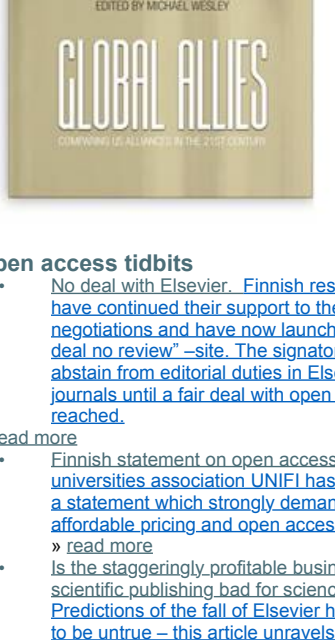 EDITED BY MICHAEL WESLEY
GLOBAL ALLIES
COMPARING US ALLIANCES IN THE 21ST CENTURY
pen access tidbits
• No deal with Elsevier. Finnish res
have continued their support to the
negotiations and have now launch
deal no review” –site. The signator
abstain from editorial duties in Else
journals until a fair deal with open
reached.
ead more
• Finnish statement on open access
universities association UNIFI has
a statement which strongly deman
affordable pricing and open acces
» read more
• Is the staggeringly profitable busin
scientific publishing bad for scienc
Predictions of the fall of Elsevier h
to be untrue – this article unravels